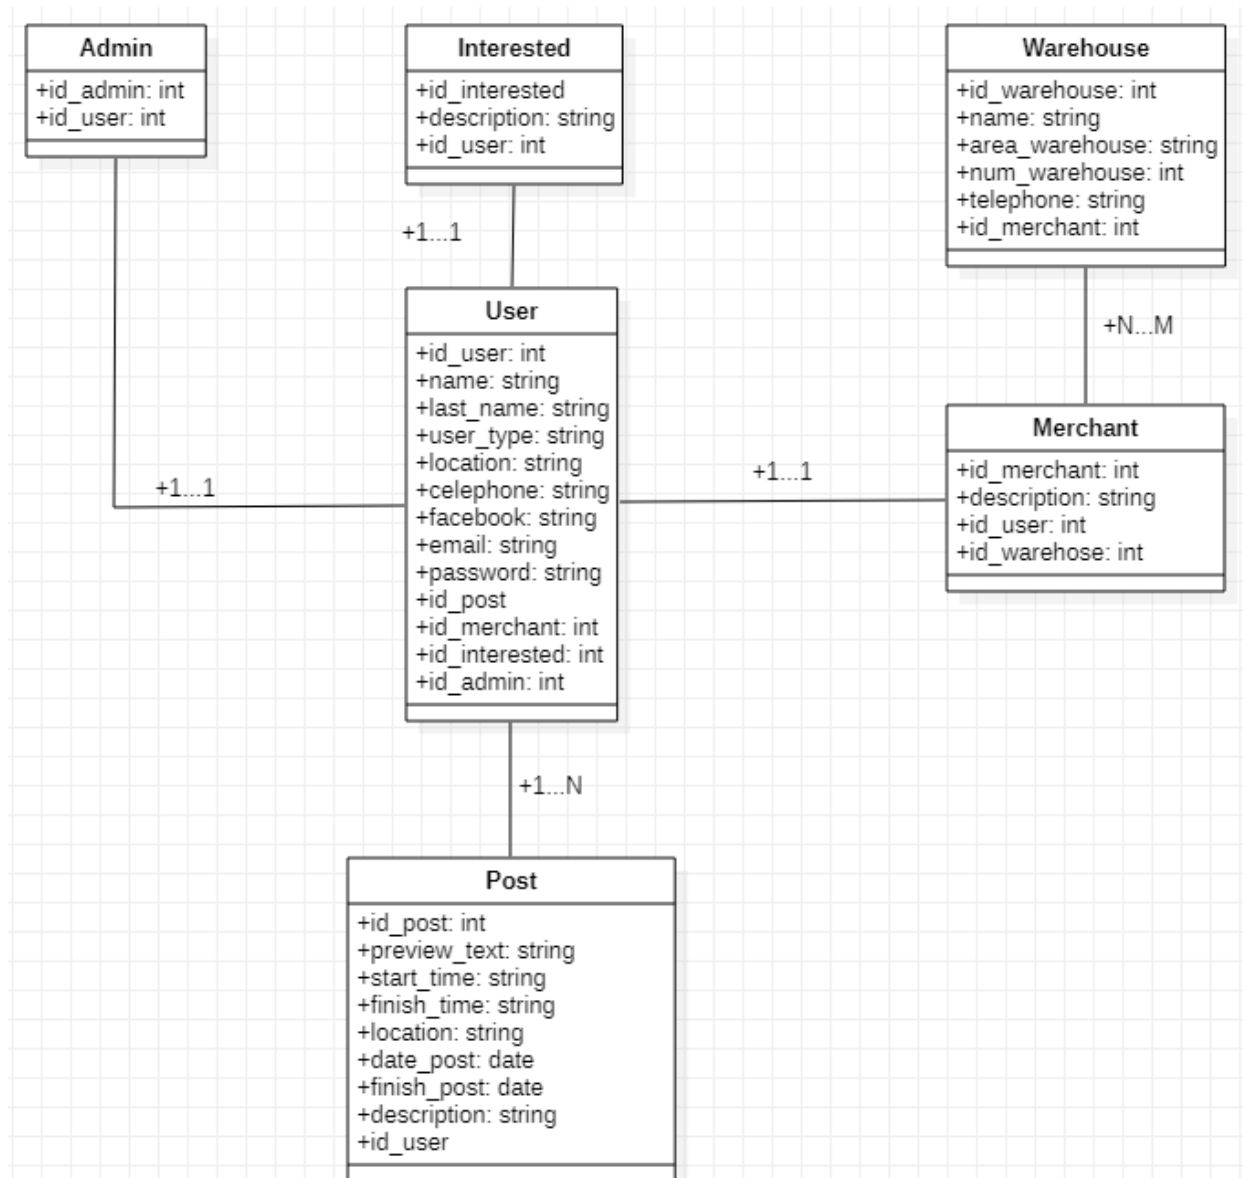 Admin
+id_admin: int
+id_user: int
Interested
+id_interested
+description: string
+id_user: int
Warehouse
+id_warehouse: int
+name: string
+area_warehouse: string
+num_warehouse: int
+telephone: string
+id_merchant: int
+1...1
+N...M
User
+id_user: int
+name: string
+last_name: string
+user_type: string
+location: string
+celephone: string
+facebook: string
+email: string
+password: string
+id_post
+id_merchant: int
+id_interested: int
+id_admin: int
+1...1
+1...1
Merchant
+id_merchant: int
+description: string
+id_user: int
+id_warehose: int
+1...N
Post
+id_post: int
+preview_text: string
+start_time: string
+finish_time: string
+location: string
+date_post: date
+finish_post: date
+description: string
+id_user